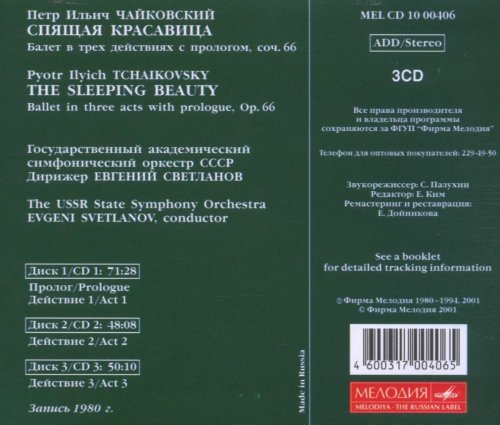 Петр Ильич ЧАЙКОВСКИЙ
СПЯЩАЯ КРАСАВИЦА
Балет в трех действиях с прологом, соч. 66
Pyotr Ilyich TCHAIKOVSKY
THE SLEEPING BEAUTY
Ballet in three acts with prologue, Op. 66
Государственный академический
симфонический оркестр СССР
Дирижер ЕВГЕНИЙ СВЕТЛАНОВ
The USSR State Symphony Orchestra
EVGENI SVETLANOV, conductor
Диск 1/CD 1: 71:28
Пролог/Prologue
Действие 1/Act 1
Диск 2/CD 2: 48:08
Действие 2/Act 2
Диск 3/CD 3: 50:10
Действие 3/Act 3
Запись 1980 г.
Made in Russia
MEL CD 10 00406
ADD/Stereo
3CD
Все права производителя
и владельца программы
сохраняются за ФГУП "Фирма Мелодия"
Телефон для оптовых покупателей: 229-49-50
Звукорежиссер: С. Пазухин
Редактор: Е. Ким
Ремастеринг и реставрация:
Е. Дойникова
See a booklet
for detailed tracking information
℗ Фирма Мелодия 1980-1994, 2001
© Фирма Мелодия 2001
4 600317 004065
МЕЛОДИЯ
MELODIYA · THE RUSSIAN LABEL